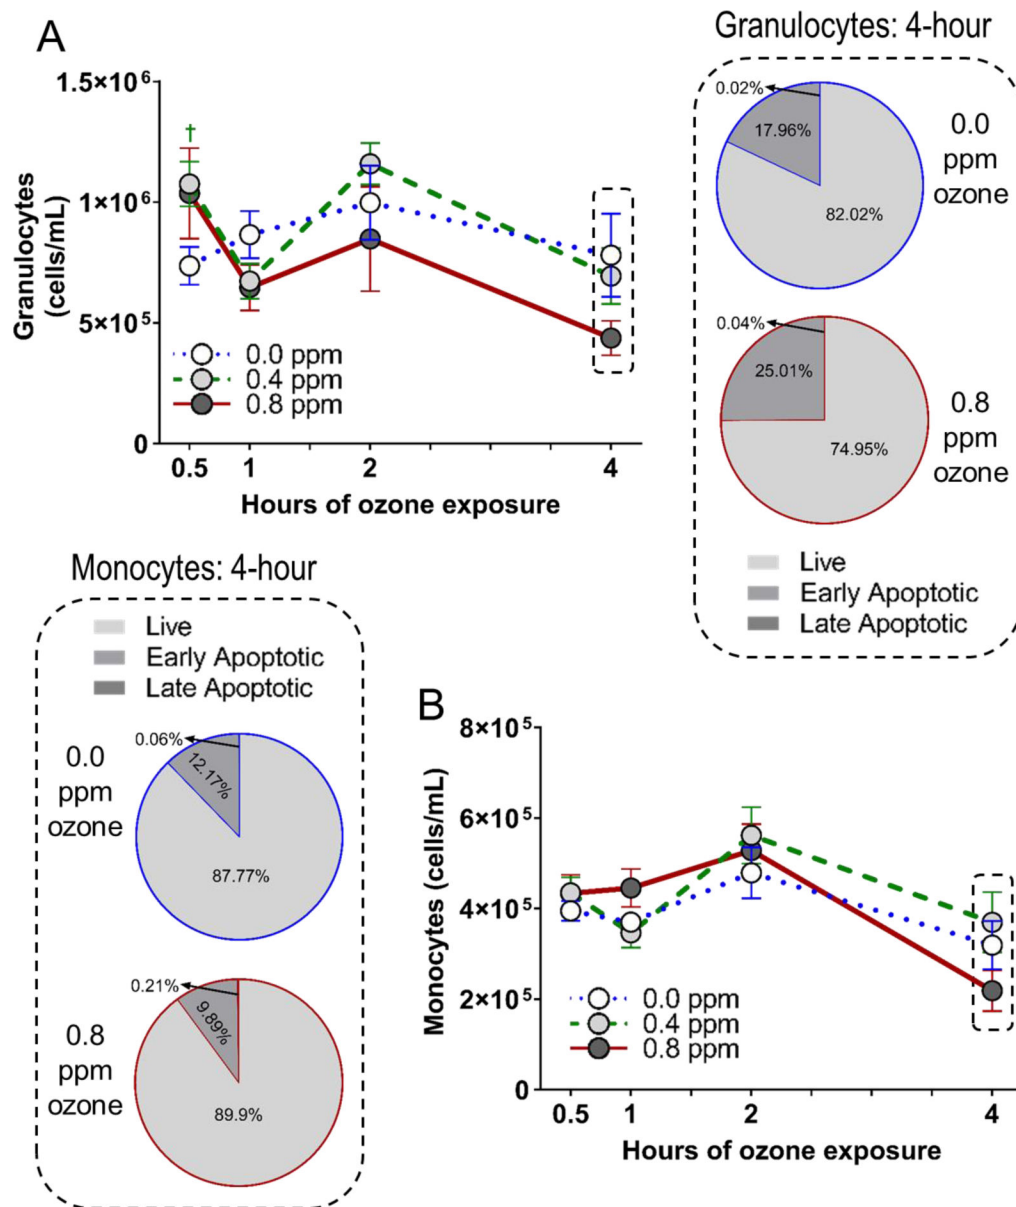 A
Granulocytes: 4-hour
Granulocytes
(cells/mL)
1.5×10⁶
1×10⁶
5×10⁵
0
†
0.0 ppm
0.4 ppm
0.8 ppm
0.5 1 2 4
Hours of ozone exposure
0.02%
17.96%
82.02%
0.0
ppm
ozone
0.04%
25.01%
74.95%
0.8
ppm
ozone
Live
Early Apoptotic
Late Apoptotic
Monocytes: 4-hour
Live
Early Apoptotic
Late Apoptotic
0.0
ppm
ozone
0.06%
12.17%
87.77%
0.8
ppm
ozone
0.21%
9.89%
89.9%
B
Monocytes (cells/mL)
8×10⁵
6×10⁵
4×10⁵
2×10⁵
0
0.0 ppm
0.4 ppm
0.8 ppm
0.5 1 2 4
Hours of ozone exposure